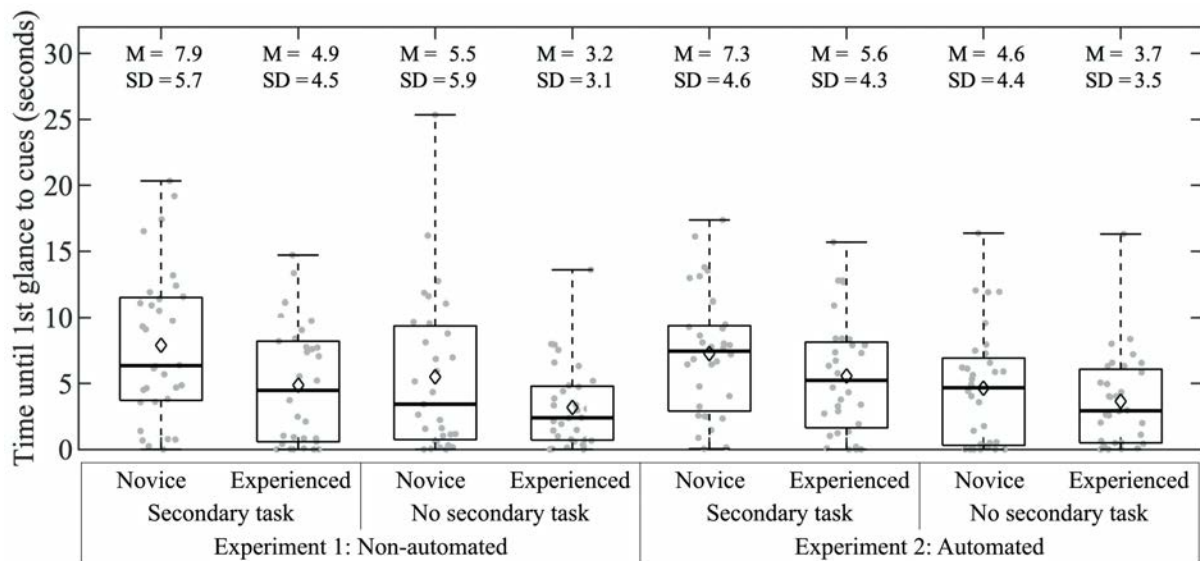 Time until 1st glance to cues (seconds)
30
25
20
15
10
5
0
M = 7.9 M = 4.9 M = 5.5 M = 3.2 M = 7.3 M = 5.6 M = 4.6 M = 3.7
SD = 5.7 SD = 4.5 SD = 5.9 SD = 3.1 SD = 4.6 SD = 4.3 SD = 4.4 SD = 3.5
Novice Experienced Novice Experienced Novice Experienced Novice Experienced
Secondary task No secondary task Secondary task No secondary task
Experiment 1: Non-automated Experiment 2: Automated